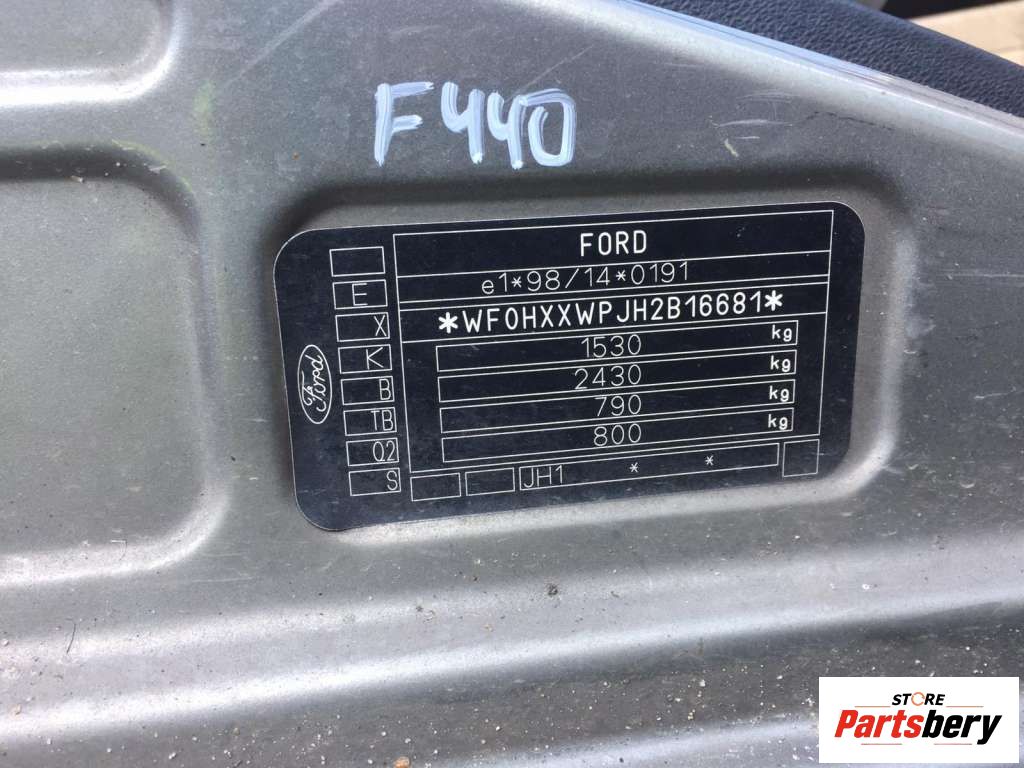 F440
FORD
e1*98/14*0191
*WF0HXXWPJH2B16681*
1530 kg
2430 kg
790 kg
800 kg
JH1 * *
E
X
K
B
TB
Q2
S
Ford
STORE
Partsbery